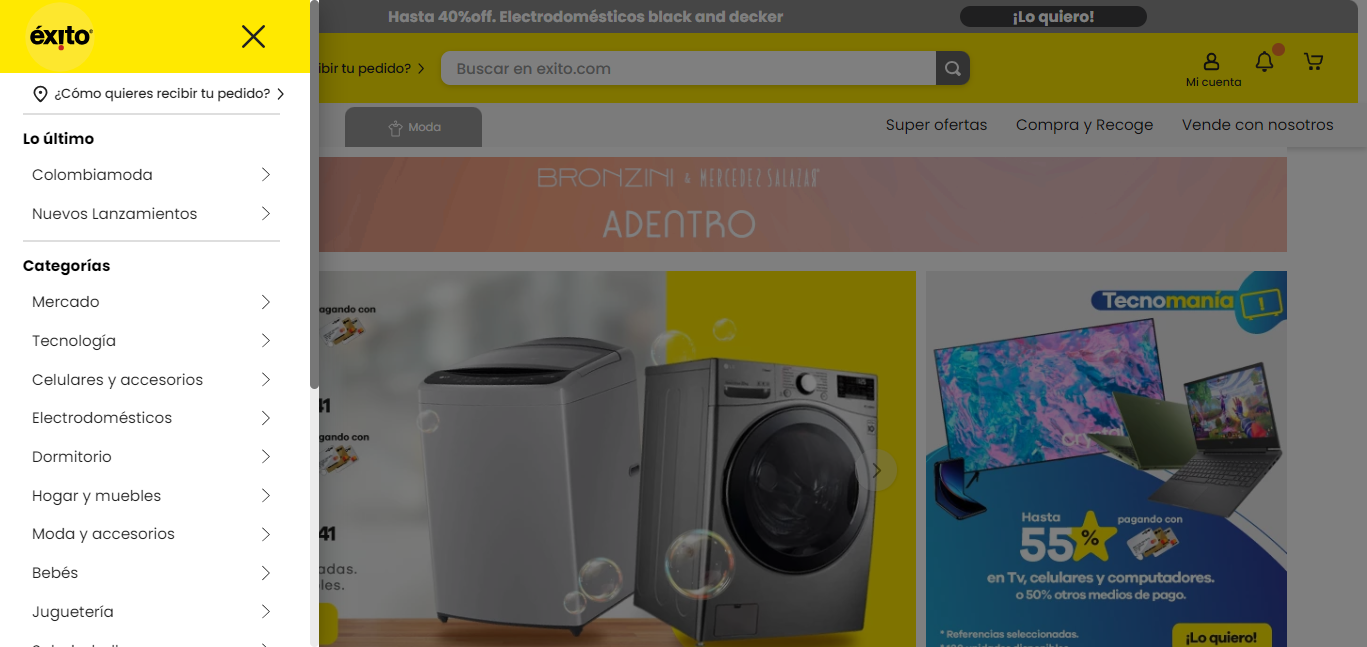 Hasta 40%off. Electrodomésticos black and decker
¡Lo quiero!
éxito
¿Cómo quieres recibir tu pedido?
ibir tu pedido?
Buscar en exito.com
Mi cuenta
Moda
Super ofertas
Compra y Recoge
Vende con nosotros
Lo último
Colombiamoda
Nuevos Lanzamientos
Categorías
Mercado
Tecnología
Celulares y accesorios
Electrodomésticos
Dormitorio
Hogar y muebles
Moda y accesorios
Bebés
Juguetería
BRONZINI & MERCEDES SALAZAR
ADENTRO
pagando con
41
pagando con
41
adas.
les.
LG
Tecnomanía
Hasta
55%
pagando con
en Tv, celulares y computadores.
o 50% otros medios de pago.
* Referencias seleccionadas.
¡Lo quiero!